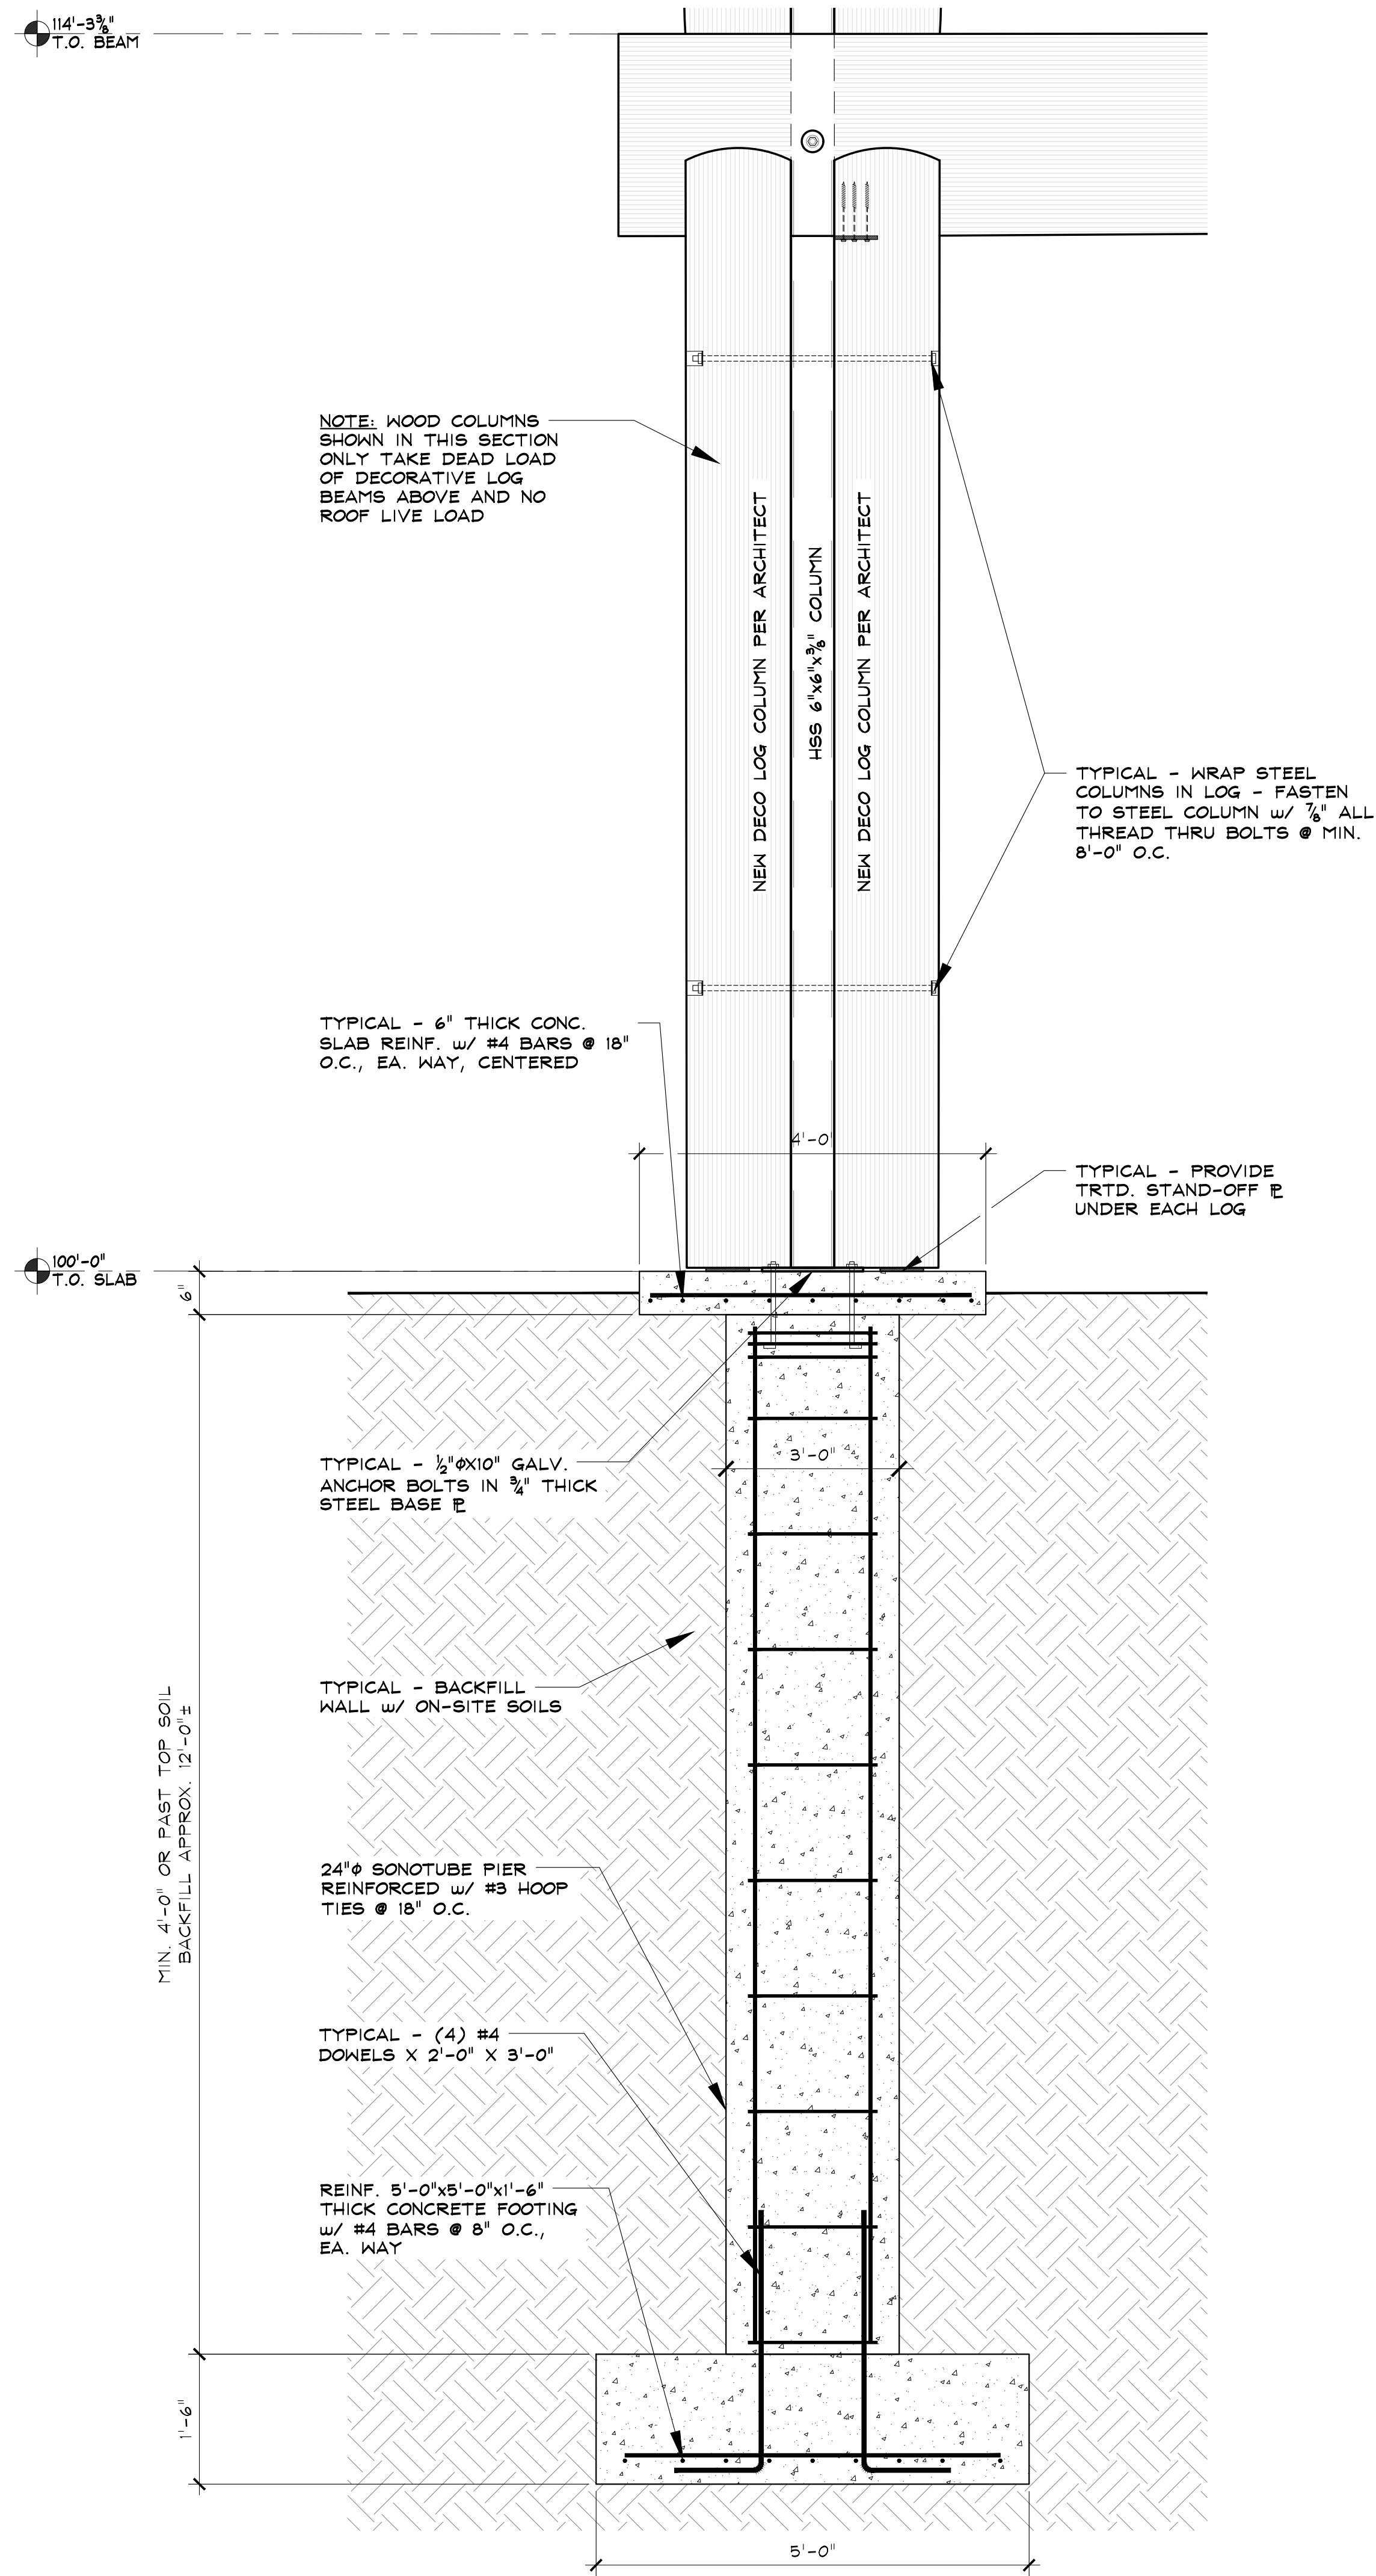 114'-3⅜"
T.O. BEAM
NOTE: WOOD COLUMNS
SHOWN IN THIS SECTION
ONLY TAKE DEAD LOAD
OF DECORATIVE LOG
BEAMS ABOVE AND NO
ROOF LIVE LOAD
NEW DECO LOG COLUMN PER ARCHITECT
HSS 6"x6"x⅜" COLUMN
NEW DECO LOG COLUMN PER ARCHITECT
TYPICAL - WRAP STEEL
COLUMNS IN LOG - FASTEN
TO STEEL COLUMN w/ ⅞" ALL
THREAD THRU BOLTS @ MIN.
8'-0" O.C.
TYPICAL - 6" THICK CONC.
SLAB REINF. w/ #4 BARS @ 18"
O.C., EA. WAY, CENTERED
4'-0"
TYPICAL - PROVIDE
TRTD. STAND-OFF ℄
UNDER EACH LOG
100'-0"
T.O. SLAB
6"
TYPICAL - ½"ϕX10" GALV.
ANCHOR BOLTS IN ¾" THICK
STEEL BASE ℄
3'-0"
TYPICAL - BACKFILL
WALL w/ ON-SITE SOILS
MIN. 4'-0" OR PAST TOP SOIL
BACKFILL APPROX. 12'-0"±
24"ϕ SONOTUBE PIER
REINFORCED w/ #3 HOOP
TIES @ 18" O.C.
TYPICAL - (4) #4
DOWELS X 2'-0" X 3'-0"
REINF. 5'-0"x5'-0"x1'-6"
THICK CONCRETE FOOTING
w/ #4 BARS @ 8" O.C.,
EA. WAY
1'-6"
5'-0"